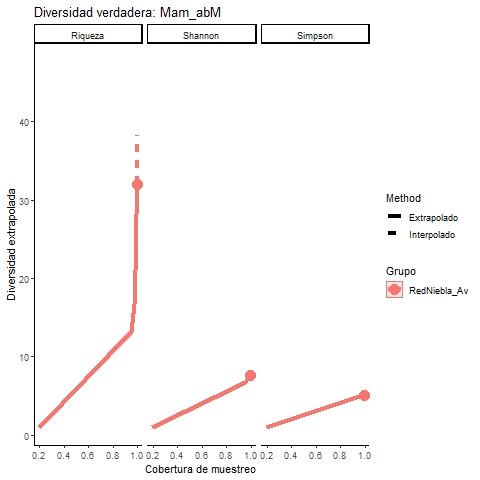 Diversidad verdadera: Mam_abM
Riqueza Shannon Simpson
40
30
20
10
0
Diversidad extrapolada
0.2 0.4 0.6 0.8 1.0 0.2 0.4 0.6 0.8 1.0 0.2 0.4 0.6 0.8 1.0
Cobertura de muestreo
Method
Extrapolado
Interpolado
Grupo
RedNiebla_Av